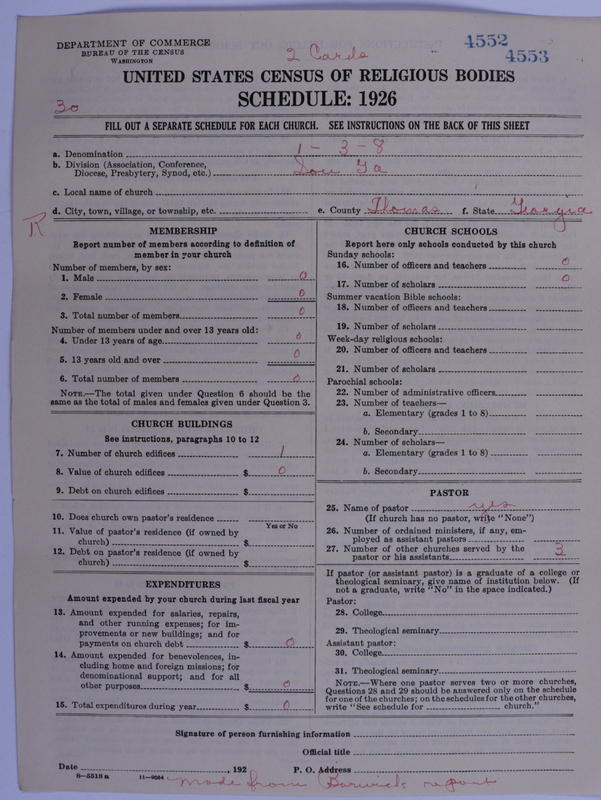 DEPARTMENT OF COMMERCE
BUREAU OF THE CENSUS
WASHINGTON
2 Cards
4552
4553
UNITED STATES CENSUS OF RELIGIOUS BODIES
SCHEDULE: 1926
30
FILL OUT A SEPARATE SCHEDULE FOR EACH CHURCH. SEE INSTRUCTIONS ON THE BACK OF THIS SHEET
a. Denomination 1-3-8
b. Division (Association, Conference,
Diocese, Presbytery, Synod, etc.) Sou Ga
c. Local name of church
d. City, town, village, or township, etc. e. County Thomas f. State Georgia
R
MEMBERSHIP
Report number of members according to definition of
member in your church
Number of members, by sex:
1. Male 0
2. Female 0
3. Total number of members 0
Number of members under and over 13 years old:
4. Under 13 years of age 0
5. 13 years old and over 0
6. Total number of members 0
NOTE.—The total given under Question 6 should be the
same as the total of males and females given under Question 3.
CHURCH BUILDINGS
See instructions, paragraphs 10 to 12
7. Number of church edifices 1
8. Value of church edifices $ 0
9. Debt on church edifices $
10. Does church own pastor's residence
Yes or No
11. Value of pastor's residence (if owned by
church) $
12. Debt on pastor's residence (if owned by
church) $
EXPENDITURES
Amount expended by your church during last fiscal year
13. Amount expended for salaries, repairs,
and other running expenses; for im-
provements or new buildings; and for
payments on church debt $ 0
14. Amount expended for benevolences, in-
cluding home and foreign missions; for
denominational support; and for all
other purposes $ 0
15. Total expenditures during year $ 0
CHURCH SCHOOLS
Report here only schools conducted by this church
Sunday schools:
16. Number of officers and teachers 0
17. Number of scholars 0
Summer vacation Bible schools:
18. Number of officers and teachers
19. Number of scholars
Week-day religious schools:
20. Number of officers and teachers
21. Number of scholars
Parochial schools:
22. Number of administrative officers
23. Number of teachers—
a. Elementary (grades 1 to 8)
b. Secondary
24. Number of scholars—
a. Elementary (grades 1 to 8)
b. Secondary
PASTOR
25. Name of pastor yes
(If church has no pastor, write "None")
26. Number of ordained ministers, if any, em-
ployed as assistant pastors
27. Number of other churches served by the
pastor or his assistants 3
If pastor (or assistant pastor) is a graduate of a college or
theological seminary, give name of institution below. (If
not a graduate, write "No" in the space indicated.)
Pastor:
28. College
29. Theological seminary
Assistant pastor:
30. College
31. Theological seminary
NOTE.—Where one pastor serves two or more churches,
Questions 28 and 29 should be answered only on the schedule
for one of the churches; on the schedules for the other churches,
write "See schedule for church."
Signature of person furnishing information
Official title
Date , 192 P. O. Address
8—5518 a 11—9084 made from Barwick report